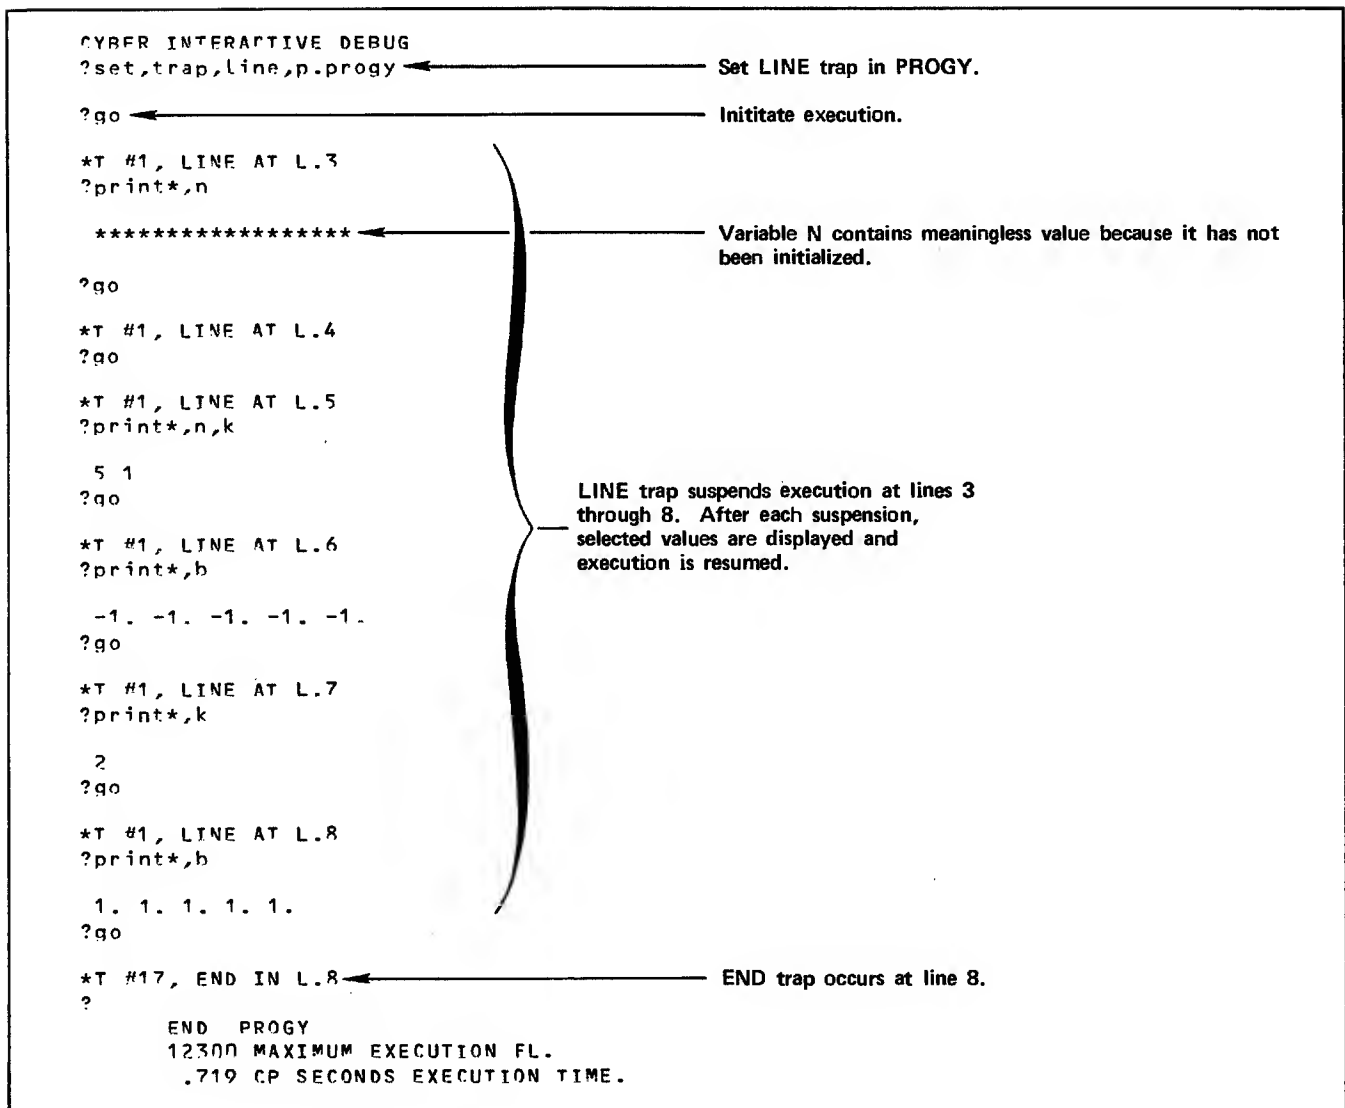 CYBER INTERACTIVE DEBUG
?set,trap,line,p.progy
Set LINE trap in PROGY.
?go
Inititate execution.
*T #1, LINE AT L.3
?print*,n
******************
Variable N contains meaningless value because it has not
been initialized.
?go
*T #1, LINE AT L.4
?go
*T #1, LINE AT L.5
?print*,n,k
5 1
?go
*T #1, LINE AT L.6
?print*,b
-1. -1. -1. -1. -1.
?go
*T #1, LINE AT L.7
?print*,k
2
?go
*T #1, LINE AT L.8
?print*,b
1. 1. 1. 1. 1.
?go
LINE trap suspends execution at lines 3
through 8. After each suspension,
selected values are displayed and
execution is resumed.
*T #17, END IN L.8
END trap occurs at line 8.
?
END PROGY
12300 MAXIMUM EXECUTION FL.
.719 CP SECONDS EXECUTION TIME.